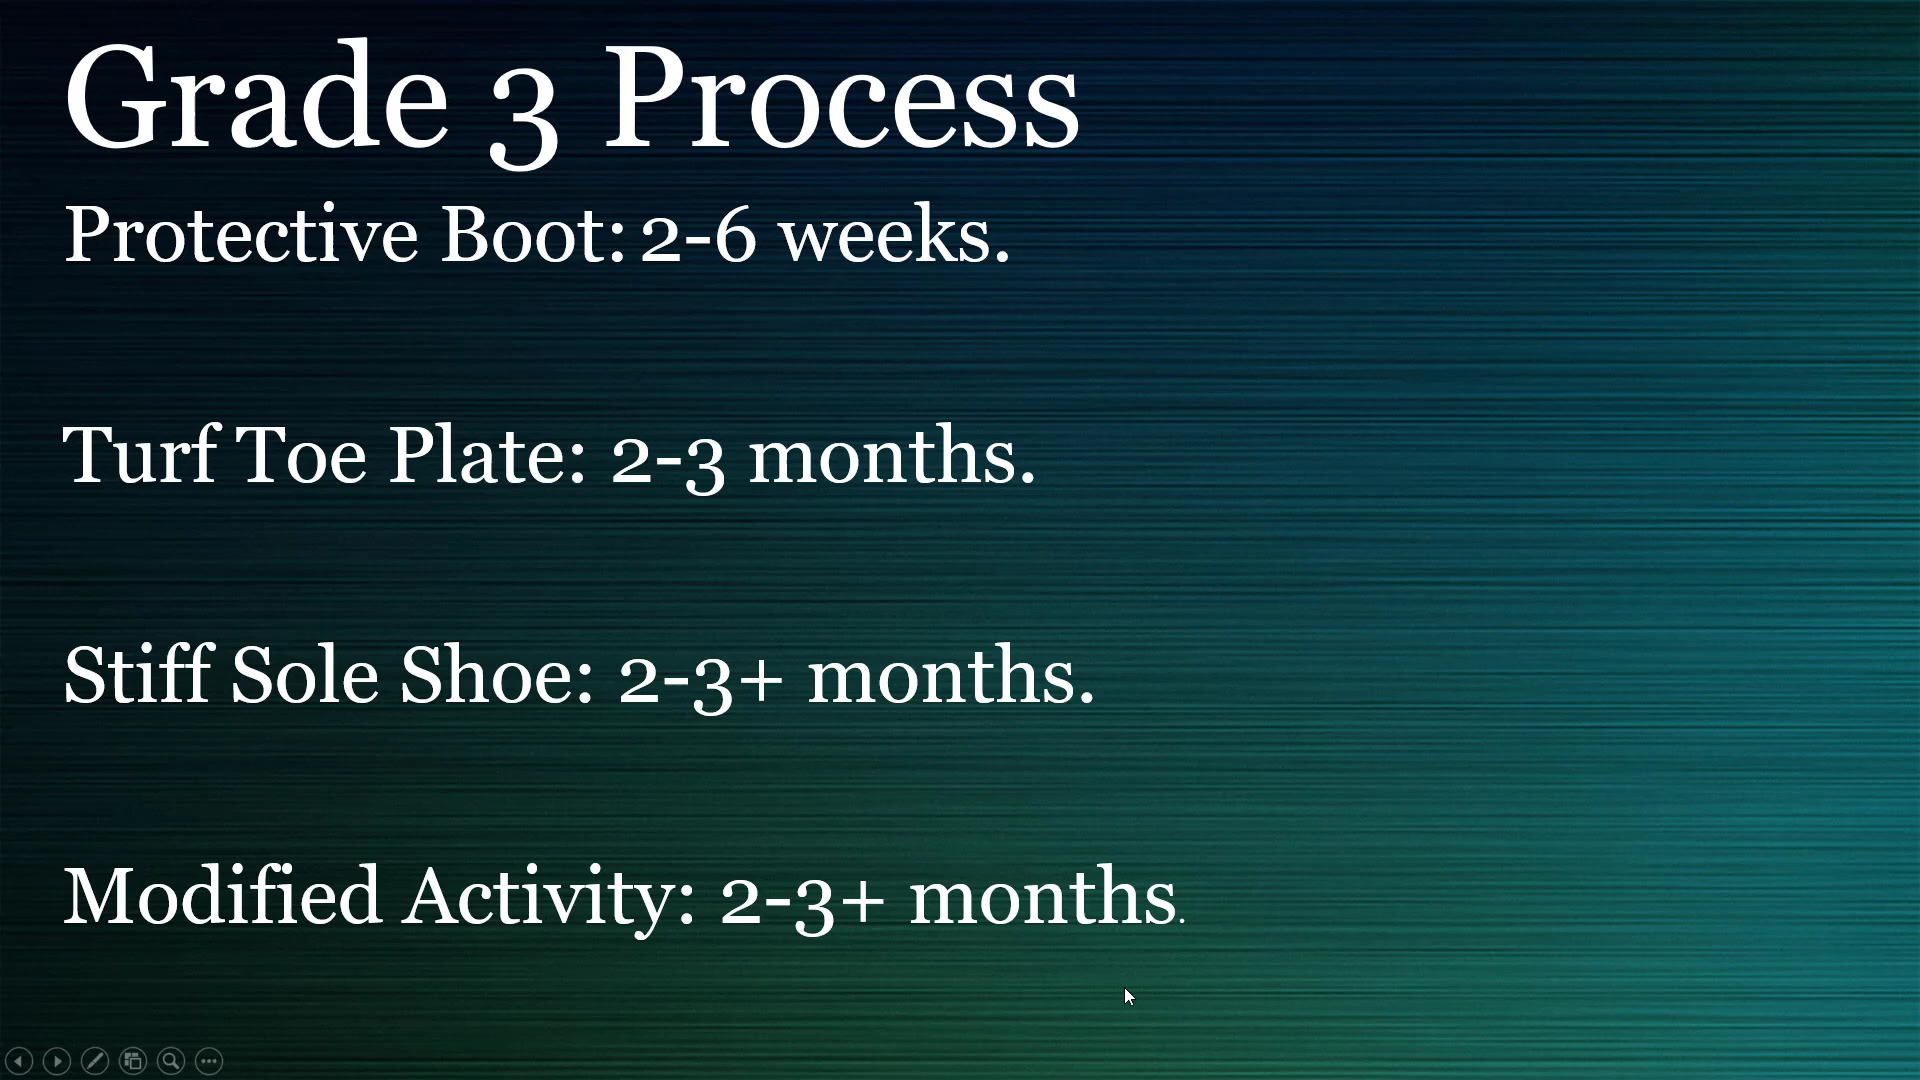 Grade 3 Process
Protective Boot: 2-6 weeks.
Turf Toe Plate: 2-3 months.
Stiff Sole Shoe: 2-3+ months.
Modified Activity: 2-3+ months.